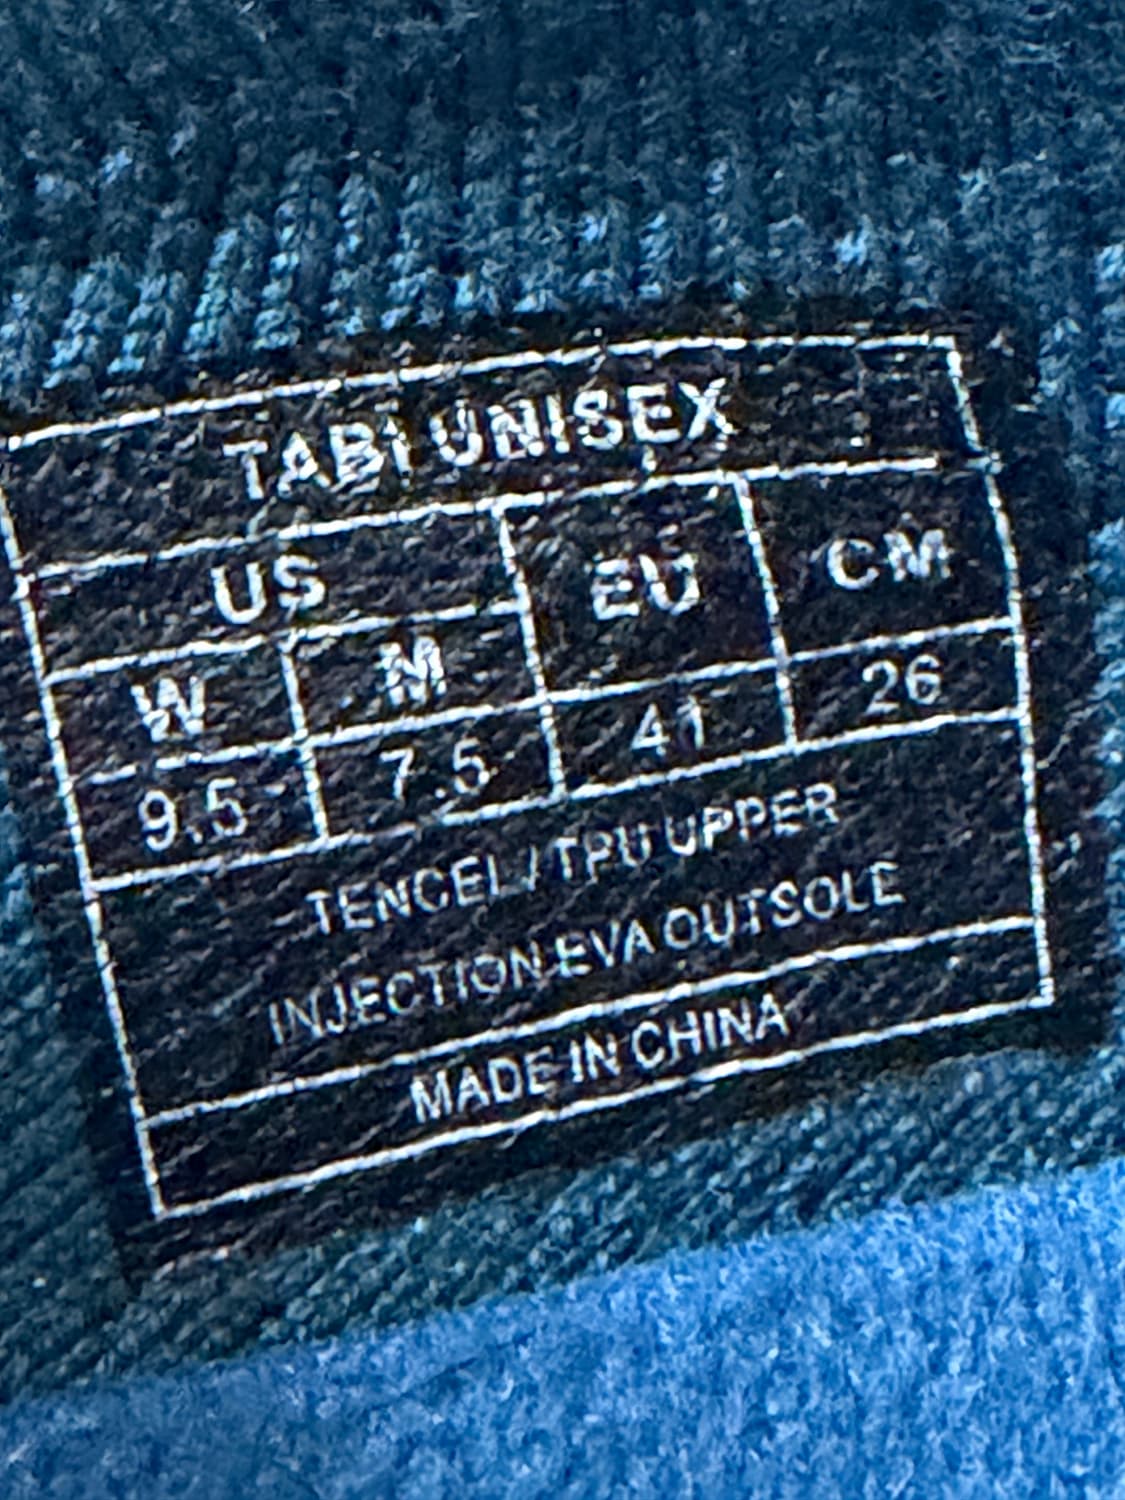 TABI UNISEX
US EU CM
W M
9.5 7.5 41 26
TENCEL / TPU UPPER
INJECTION EVA OUTSOLE
MADE IN CHINA